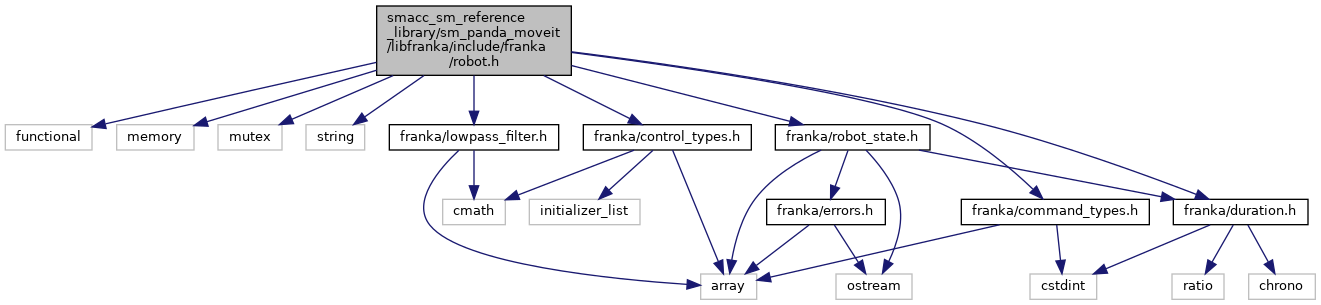 smacc_sm_reference
_library/sm_panda_moveit
/libfranka/include/franka
/robot.h
functional
memory
mutex
string
franka/lowpass_filter.h
franka/control_types.h
franka/robot_state.h
cmath
initializer_list
franka/errors.h
franka/command_types.h
franka/duration.h
array
ostream
cstdint
ratio
chrono